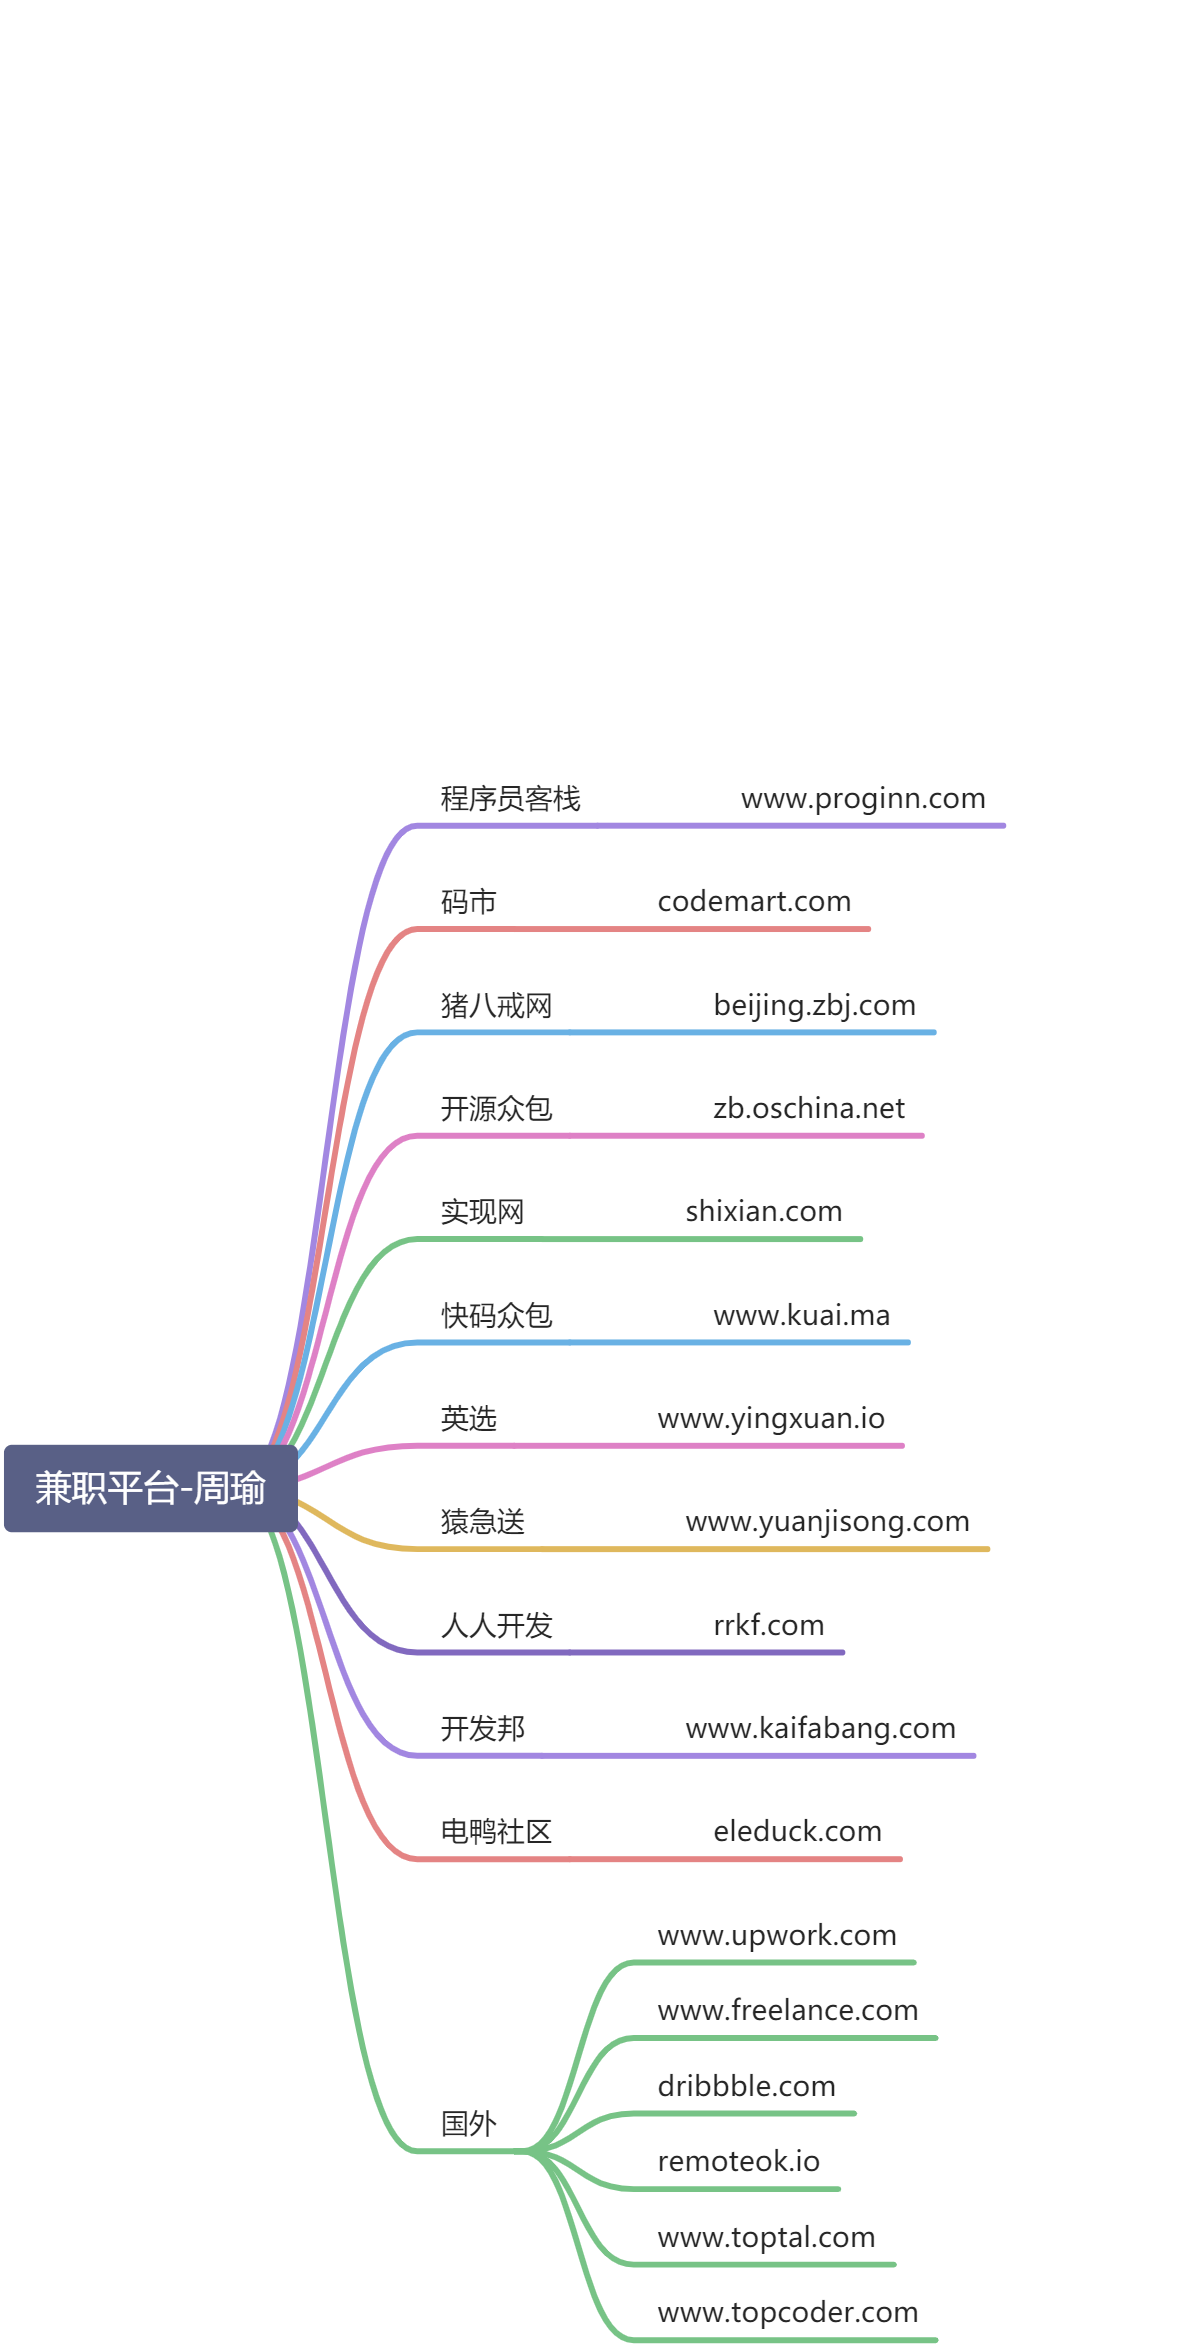 程序员客栈 www.proginn.com
码市 codemart.com
猪八戒网 beijing.zbj.com
开源众包 zb.oschina.net
实现网 shixian.com
快码众包 www.kuai.ma
英选 www.yingxuan.io
兼职平台-周瑜
猿急送 www.yuanjisong.com
人人开发 rrkf.com
开发邦 www.kaifabang.com
电鸭社区 eleduck.com
国外
www.upwork.com
www.freelance.com
dribbble.com
remoteok.io
www.toptal.com
www.topcoder.com